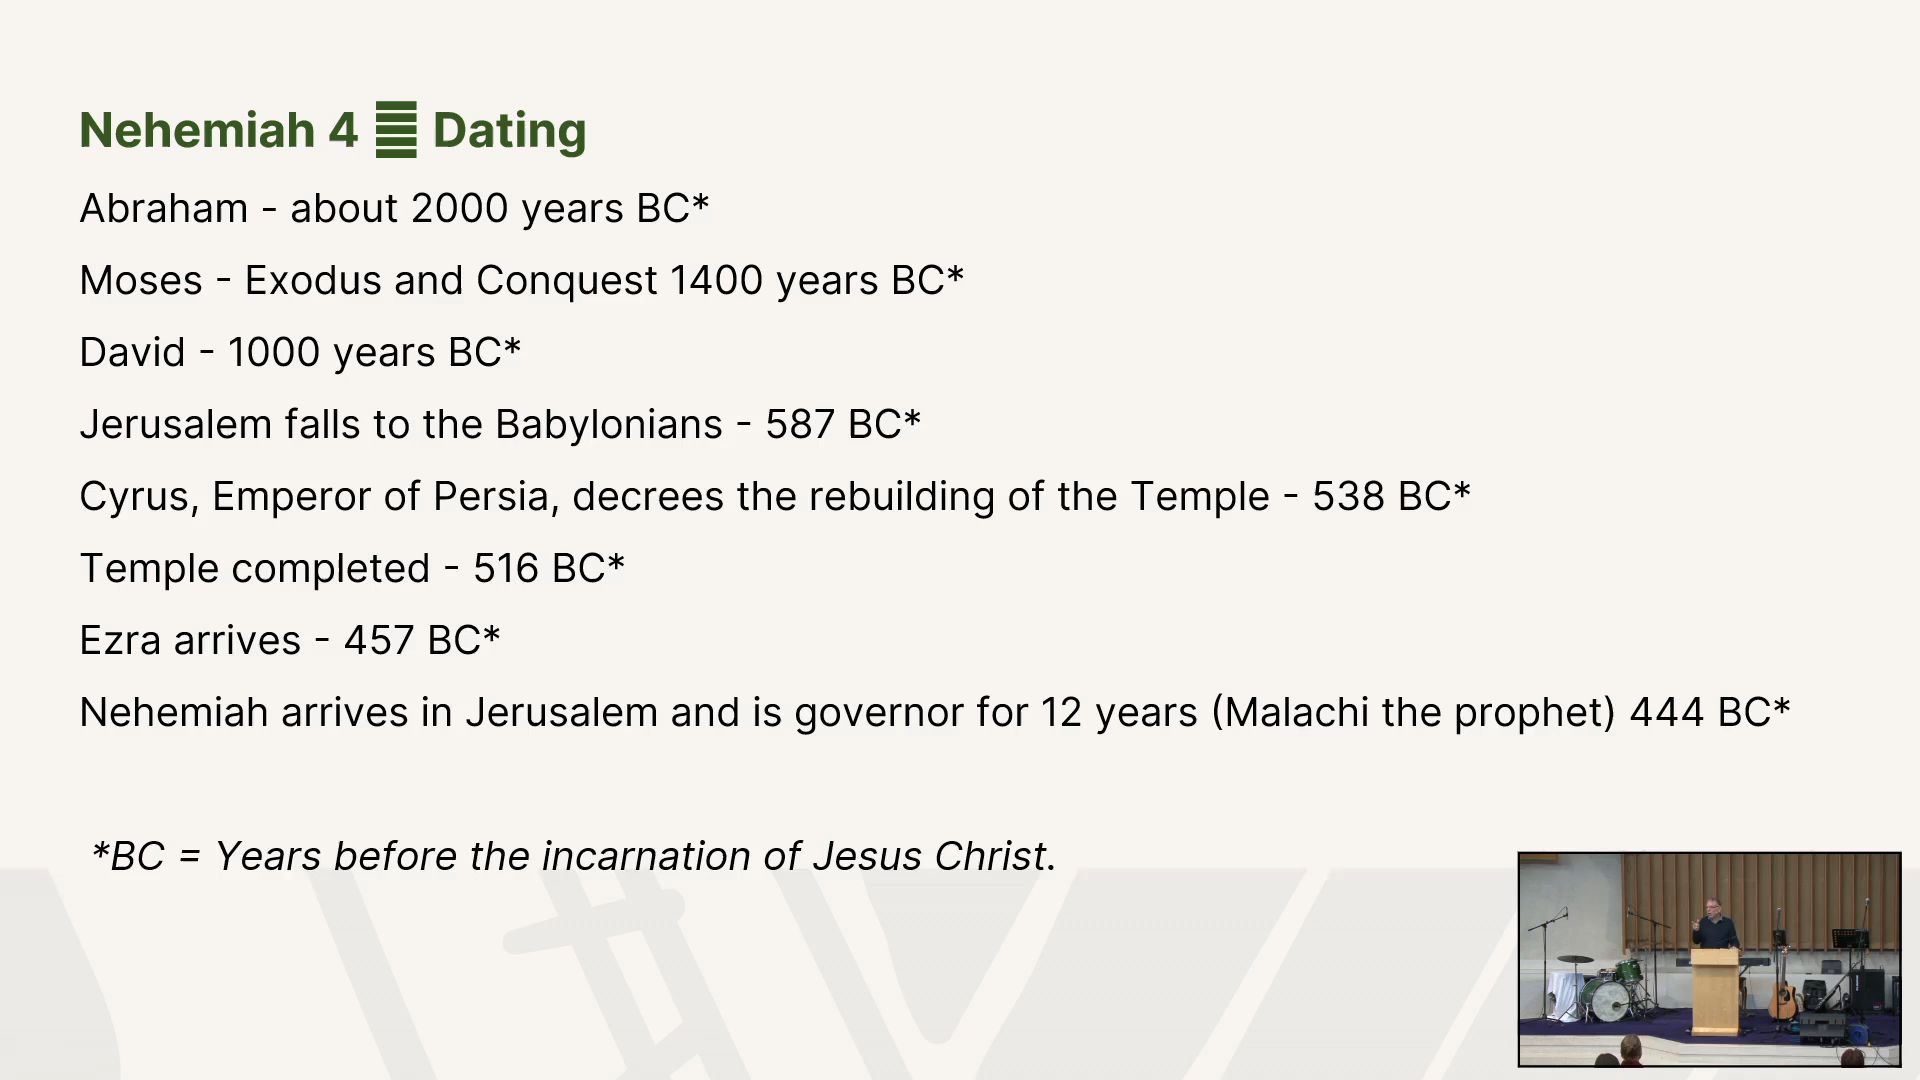 Nehemiah 4 𝌆 Dating
Abraham - about 2000 years BC*
Moses - Exodus and Conquest 1400 years BC*
David - 1000 years BC*
Jerusalem falls to the Babylonians - 587 BC*
Cyrus, Emperor of Persia, decrees the rebuilding of the Temple - 538 BC*
Temple completed - 516 BC*
Ezra arrives - 457 BC*
Nehemiah arrives in Jerusalem and is governor for 12 years (Malachi the prophet) 444 BC*
*BC = Years before the incarnation of Jesus Christ.